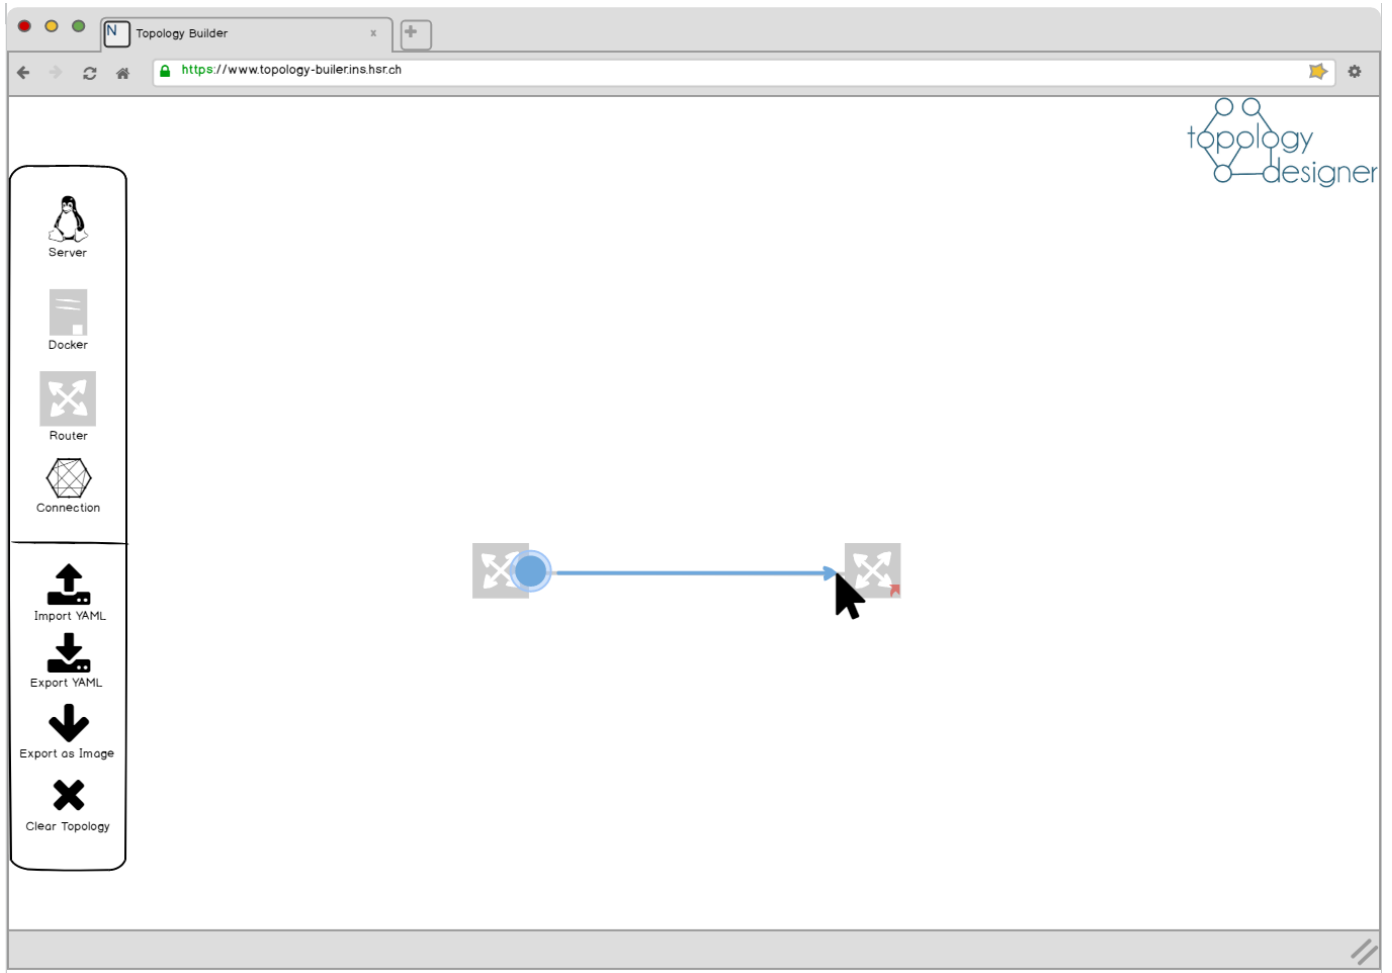 N Topology Builder x
https://www.topology-builer.ins.hsr.ch
topology
designer
Server
Docker
Router
Connection
Import YAML
Export YAML
Export as Image
Clear Topology